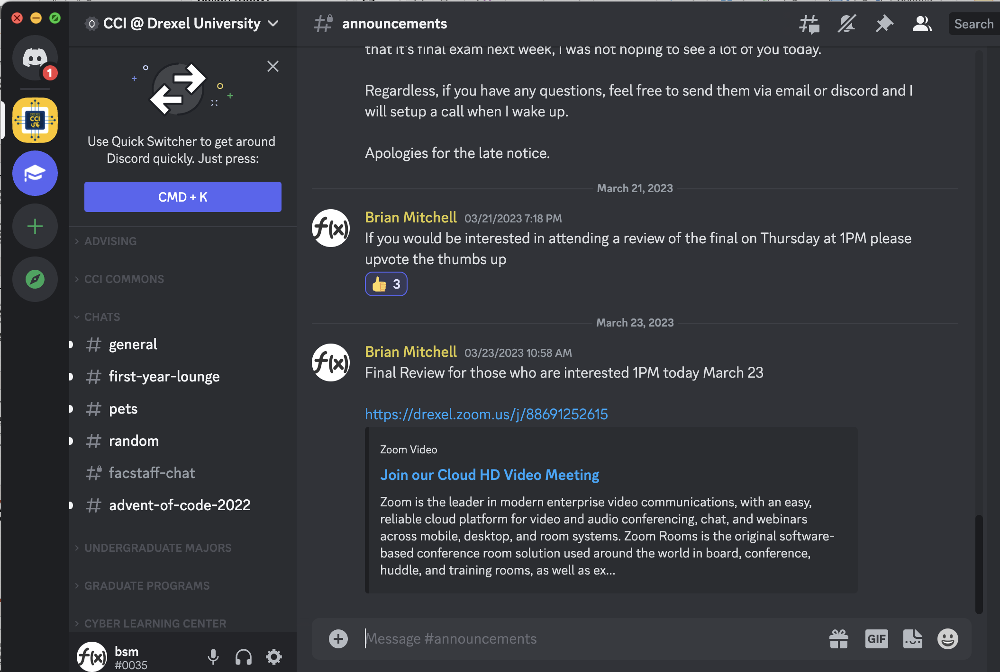 CCI @ Drexel University
announcements
Search
1
DREXEL
CCI
Use Quick Switcher to get around
Discord quickly. Just press:
CMD + K
ADVISING
CCI COMMONS
CHATS
general
first-year-lounge
pets
random
facstaff-chat
advent-of-code-2022
UNDERGRADUATE MAJORS
GRADUATE PROGRAMS
CYBER LEARNING CENTER
f(x)
bsm
#0035
that it's final exam next week, I was not hoping to see a lot of you today.
Regardless, if you have any questions, feel free to send them via email or discord and I
will setup a call when I wake up.
Apologies for the late notice.
March 21, 2023
f(x)
Brian Mitchell 03/21/2023 7:18 PM
If you would be interested in attending a review of the final on Thursday at 1PM please
upvote the thumbs up
👍 3
March 23, 2023
f(x)
Brian Mitchell 03/23/2023 10:58 AM
Final Review for those who are interested 1PM today March 23
https://drexel.zoom.us/j/88691252615
Zoom Video
Join our Cloud HD Video Meeting
Zoom is the leader in modern enterprise video communications, with an easy,
reliable cloud platform for video and audio conferencing, chat, and webinars
across mobile, desktop, and room systems. Zoom Rooms is the original software-
based conference room solution used around the world in board, conference,
huddle, and training rooms, as well as ex...
Message #announcements
GIF